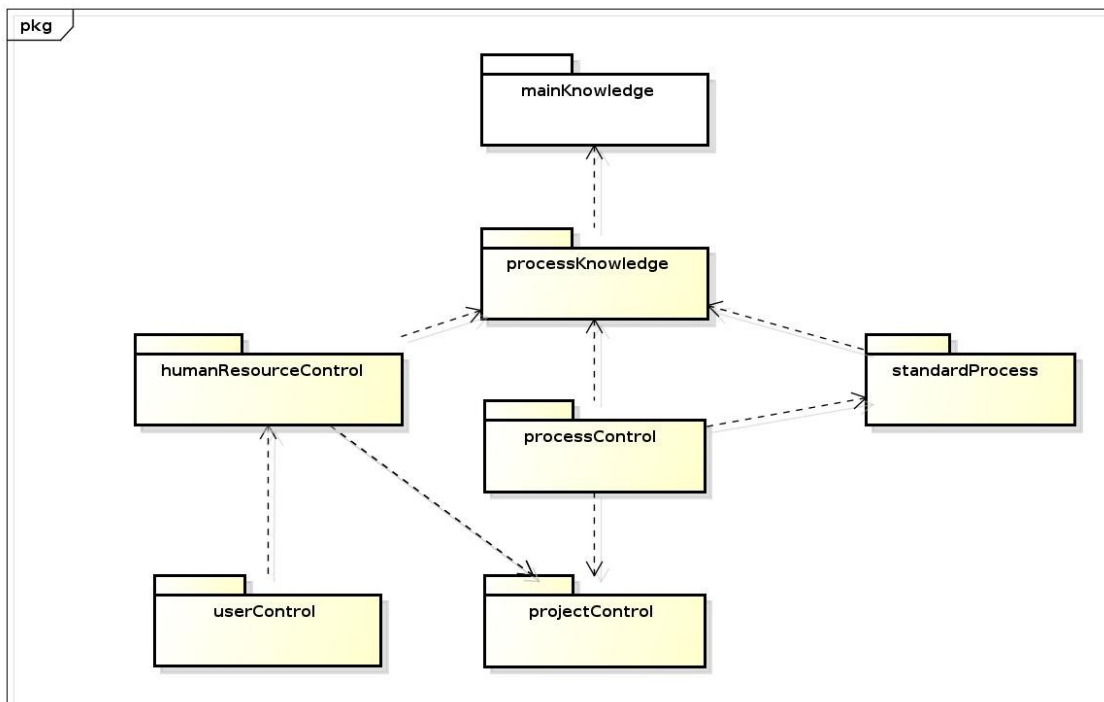 pkg
mainKnowledge
processKnowledge
humanResourceControl
standardProcess
processControl
userControl
projectControl